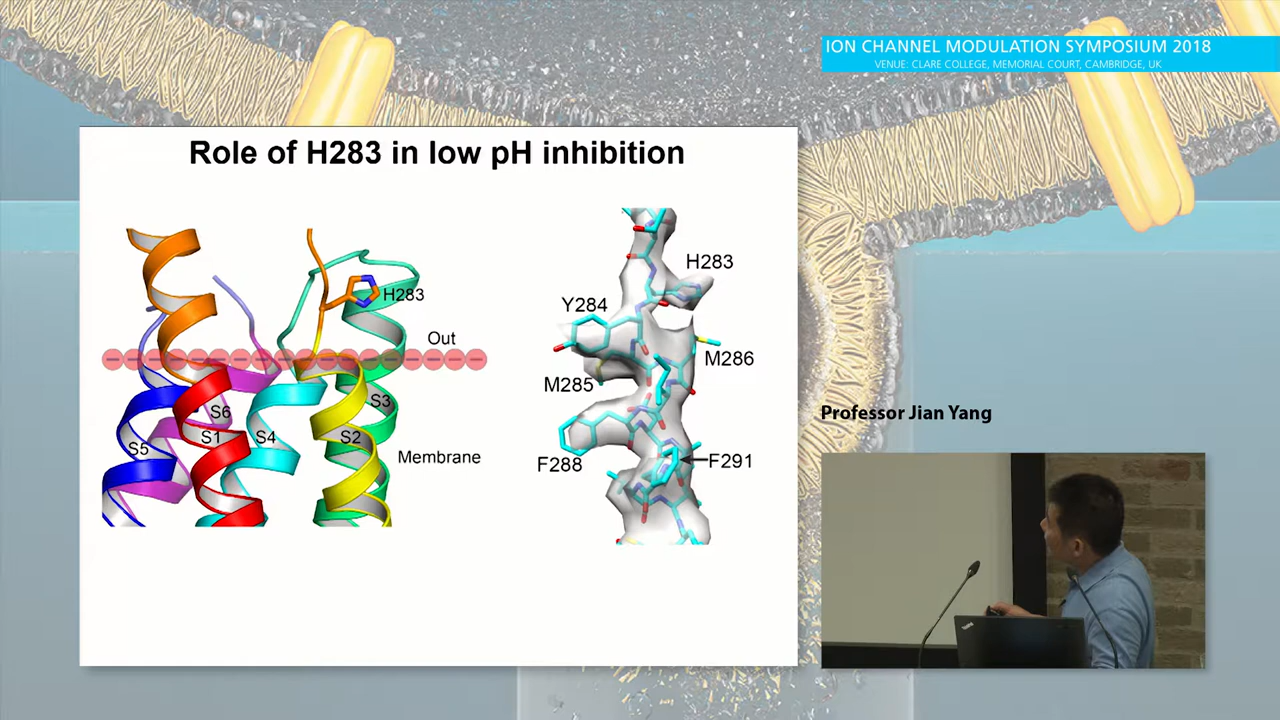 ION CHANNEL MODULATION SYMPOSIUM 2018
VENUE: CLARE COLLEGE, MEMORIAL COURT, CAMBRIDGE, UK
Role of H283 in low pH inhibition
H283
Out
S6
S1
S4
S5
S3
S2
Membrane
H283
Y284
M286
M285
F288
F291
Professor Jian Yang